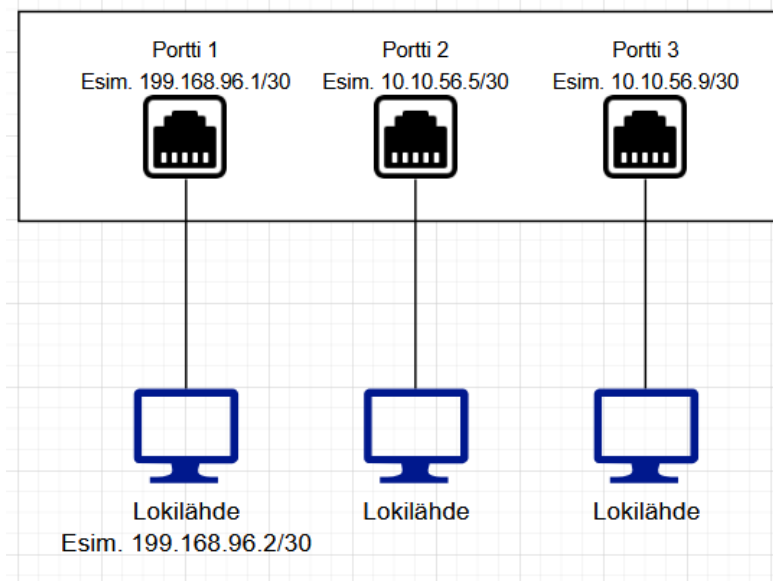 Portti 1
Esim. 199.168.96.1/30
Portti 2
Esim. 10.10.56.5/30
Portti 3
Esim. 10.10.56.9/30
Lokilähde
Esim. 199.168.96.2/30
Lokilähde
Lokilähde